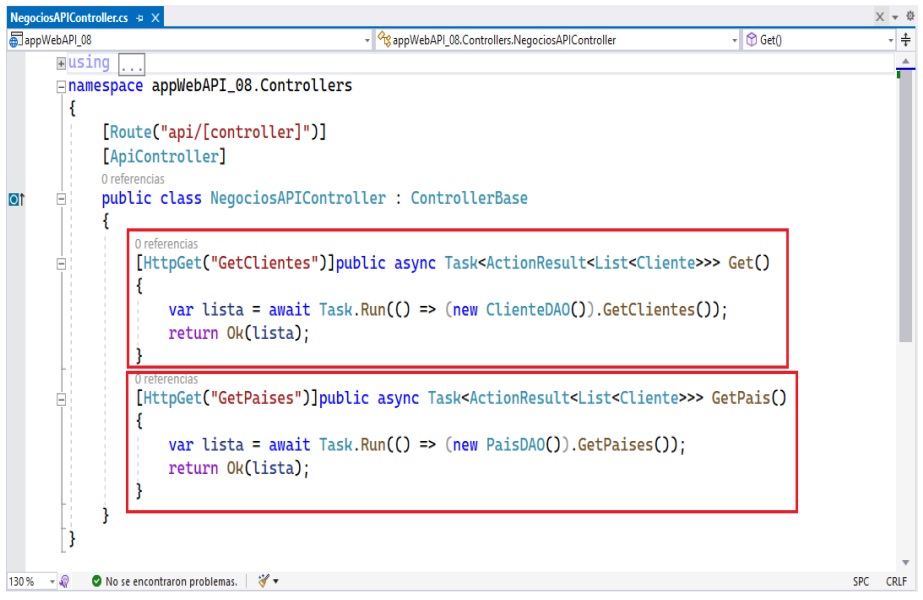 NegociosAPIController.cs
appWebAPI_08
appWebAPI_08.Controllers.NegociosAPIController
Get()
using ...
namespace appWebAPI_08.Controllers
{
[Route("api/[controller]")]
[ApiController]
0 referencias
public class NegociosAPIController : ControllerBase
{
0 referencias
[HttpGet("GetClientes")]public async Task<ActionResult<List<Cliente>>> Get()
{
var lista = await Task.Run(() => (new ClienteDAO()).GetClientes());
return Ok(lista);
}
0 referencias
[HttpGet("GetPaises")]public async Task<ActionResult<List<Cliente>>> GetPais()
{
var lista = await Task.Run(() => (new PaisDAO()).GetPaises());
return Ok(lista);
}
}
}
130 %
No se encontraron problemas.
SPC
CRLF